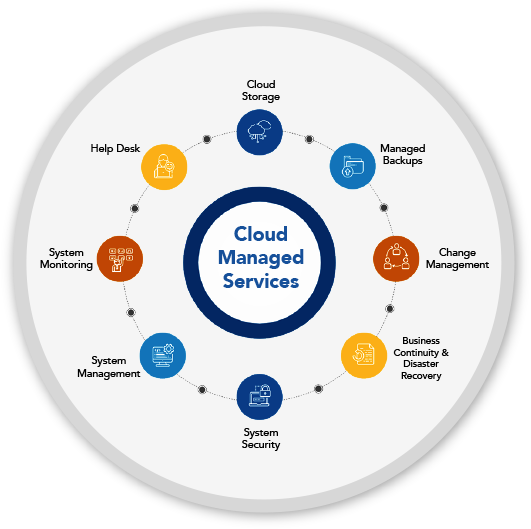 Cloud
Storage
Managed
Backups
Change
Management
Business
Continuity &
Disaster
Recovery
System
Security
System
Management
System
Monitoring
Help Desk
Cloud
Managed
Services